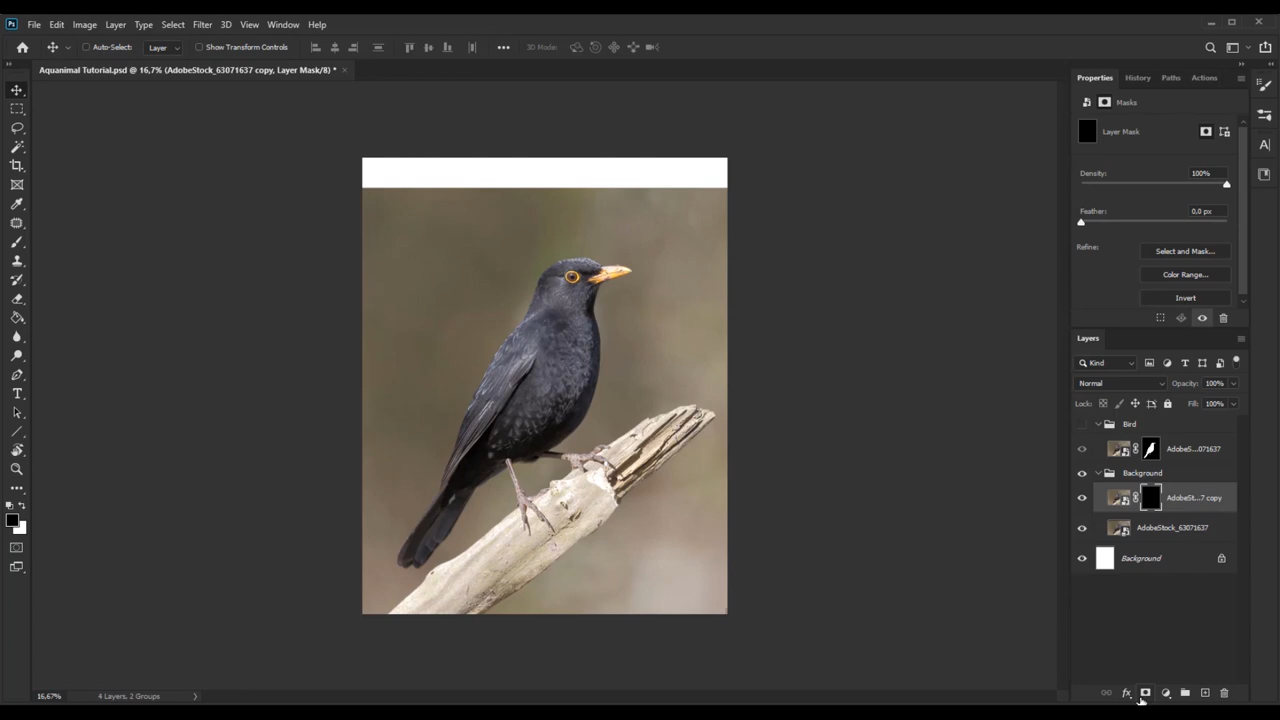 Ps File Edit Image Layer Type Select Filter 3D View Window Help
Auto-Select: Layer Show Transform Controls 3D Mode:
Aquanimal Tutorial.psd @ 16,7% (AdobeStock_63071637 copy, Layer Mask/8) *
Properties History Paths Actions
Masks
Layer Mask
Density: 100%
Feather: 0,0 px
Refine: Select and Mask...
Color Range...
Invert
Layers
Kind
Normal Opacity: 100%
Lock: Fill: 100%
Bird
AdobeS...071637
Background
AdobeSt...7 copy
AdobeStock_63071637
Background
fx
16,67% 4 Layers, 2 Groups